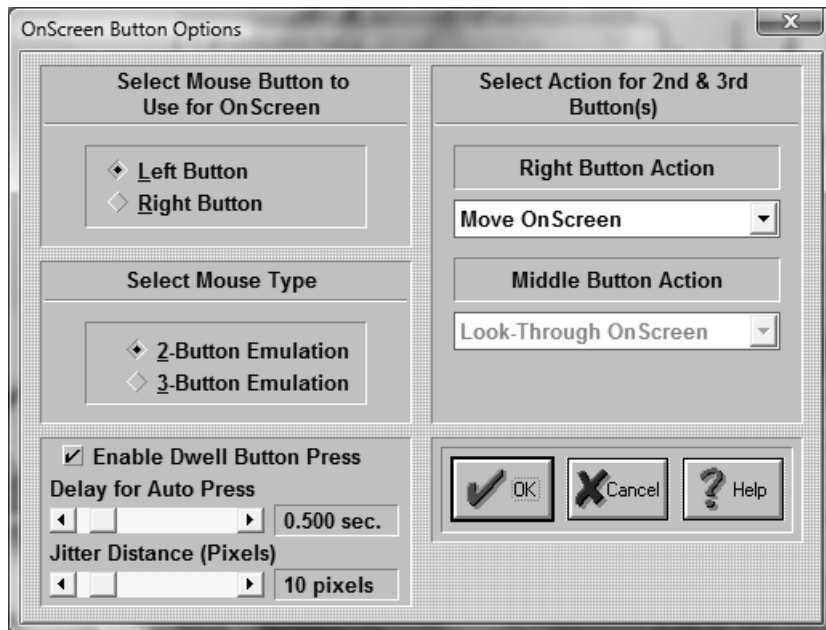 OnScreen Button Options
x
Select Mouse Button to
Use for OnScreen
Left Button
Right Button
Select Mouse Type
2-Button Emulation
3-Button Emulation
Enable Dwell Button Press
Delay for Auto Press
0.500 sec.
Jitter Distance (Pixels)
10 pixels
Select Action for 2nd & 3rd
Button(s)
Right Button Action
Move OnScreen
Middle Button Action
Look-Through OnScreen
OK
Cancel
Help